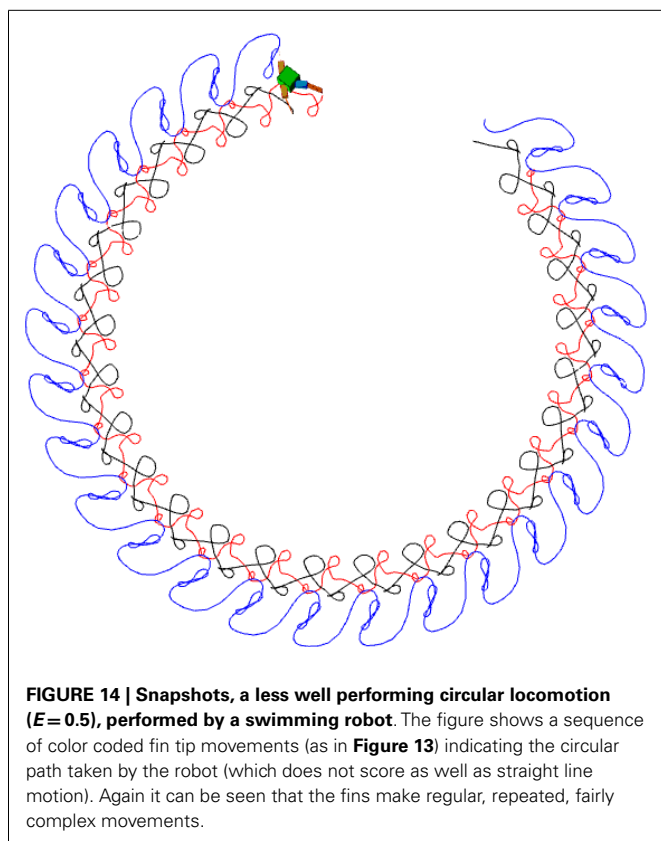 FIGURE 14 | Snapshots, a less well performing circular locomotion
(E = 0.5), performed by a swimming robot. The figure shows a sequence
of color coded fin tip movements (as in Figure 13) indicating the circular
path taken by the robot (which does not score as well as straight line
motion). Again it can be seen that the fins make regular, repeated, fairly
complex movements.